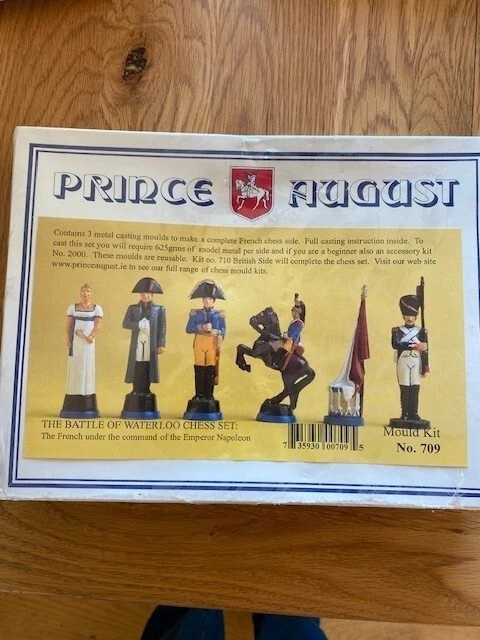 PRINCE AUGUST
Contains 3 metal casting moulds to make a complete French chess side. Full casting instruction inside. To
cast this set you will require 625grms of model metal per side and if you are a beginner also an accessory kit
No. 2000. These moulds are reusable. Kit no. 710 British Side will complete the chess set. Visit our web site
www.princeaugust.ie to see our full range of chess mould kits.
THE BATTLE OF WATERLOO CHESS SET:
The French under the command of the Emperor Napoleon
7 35930 00709 5
Mould Kit
No. 709